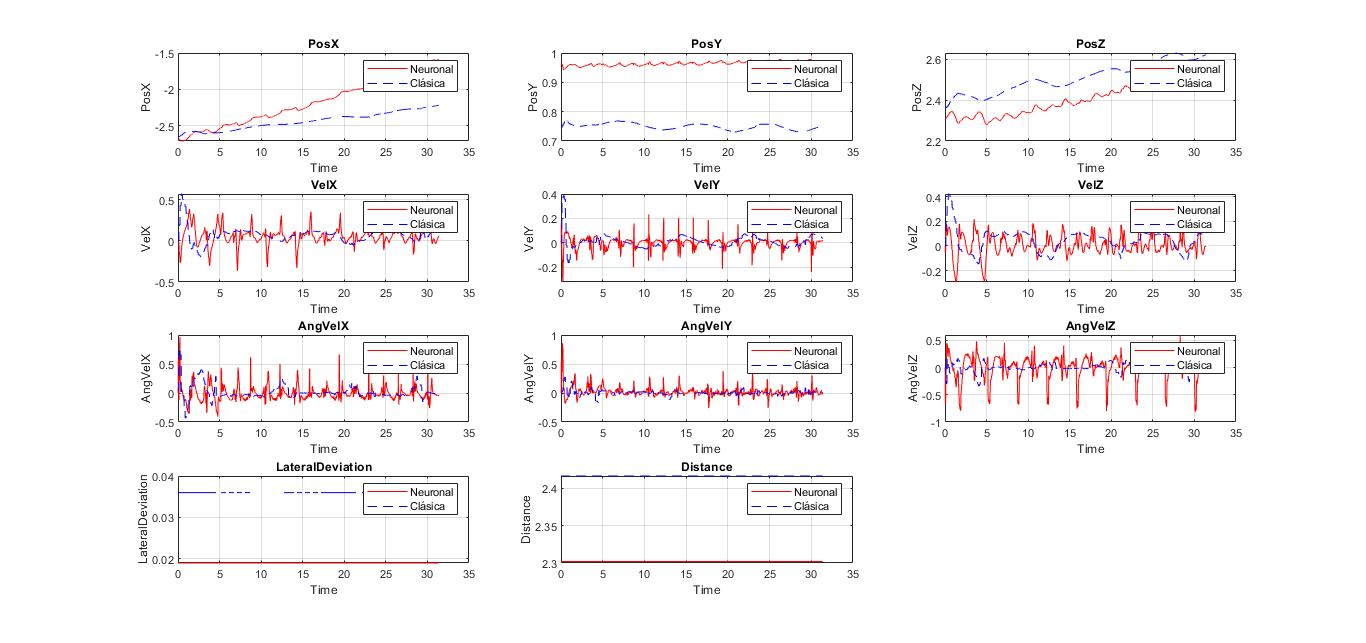 PosX
PosX
-1.5
-2
-2.5
0 5 10 15 20 25 30 35
Time
Neuronal
Clásica
PosY
PosY
1
0.9
0.8
0.7
0 5 10 15 20 25 30 35
Time
Neuronal
Clásica
PosZ
PosZ
2.6
2.4
2.2
0 5 10 15 20 25 30 35
Time
Neuronal
Clásica
VelX
VelX
0.5
0
-0.5
0 5 10 15 20 25 30 35
Time
Neuronal
Clásica
VelY
VelY
0.4
0.2
0
-0.2
0 5 10 15 20 25 30 35
Time
Neuronal
Clásica
VelZ
VelZ
0.4
0.2
0
-0.2
0 5 10 15 20 25 30 35
Time
Neuronal
Clásica
AngVelX
AngVelX
1
0.5
0
-0.5
0 5 10 15 20 25 30 35
Time
Neuronal
Clásica
AngVelY
AngVelY
1
0.5
0
-0.5
0 5 10 15 20 25 30 35
Time
Neuronal
Clásica
AngVelZ
AngVelZ
0.5
0
-0.5
-1
0 5 10 15 20 25 30 35
Time
Neuronal
Clásica
LateralDeviation
LateralDeviation
0.04
0.03
0.02
0 5 10 15 20 25 30 35
Time
Neuronal
Clásica
Distance
Distance
2.4
2.35
2.3
0 5 10 15 20 25 30 35
Time
Neuronal
Clásica